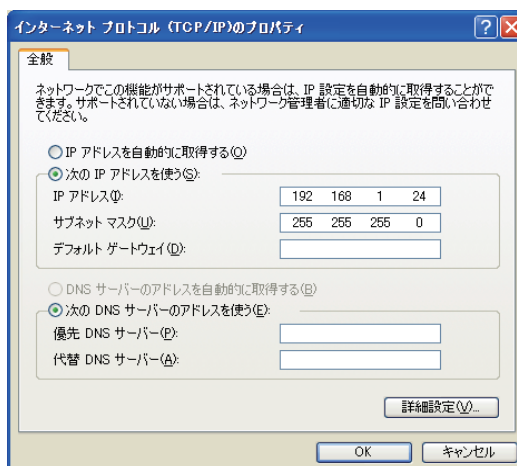 インターネット プロトコル (TCP/IP)のプロパティ
全般
ネットワークでこの機能がサポートされている場合は、IP 設定を自動的に取得することがで
きます。サポートされていない場合は、ネットワーク管理者に適切な IP 設定を問い合わせ
てください。
IP アドレスを自動的に取得する(O)
次の IP アドレスを使う(S):
IP アドレス(I): 192 168 1 24
サブネット マスク(U): 255 255 255 0
デフォルト ゲートウェイ(D):
DNS サーバーのアドレスを自動的に取得する(B)
次の DNS サーバーのアドレスを使う(E):
優先 DNS サーバー(P):
代替 DNS サーバー(A):
詳細設定(V)...
OK キャンセル